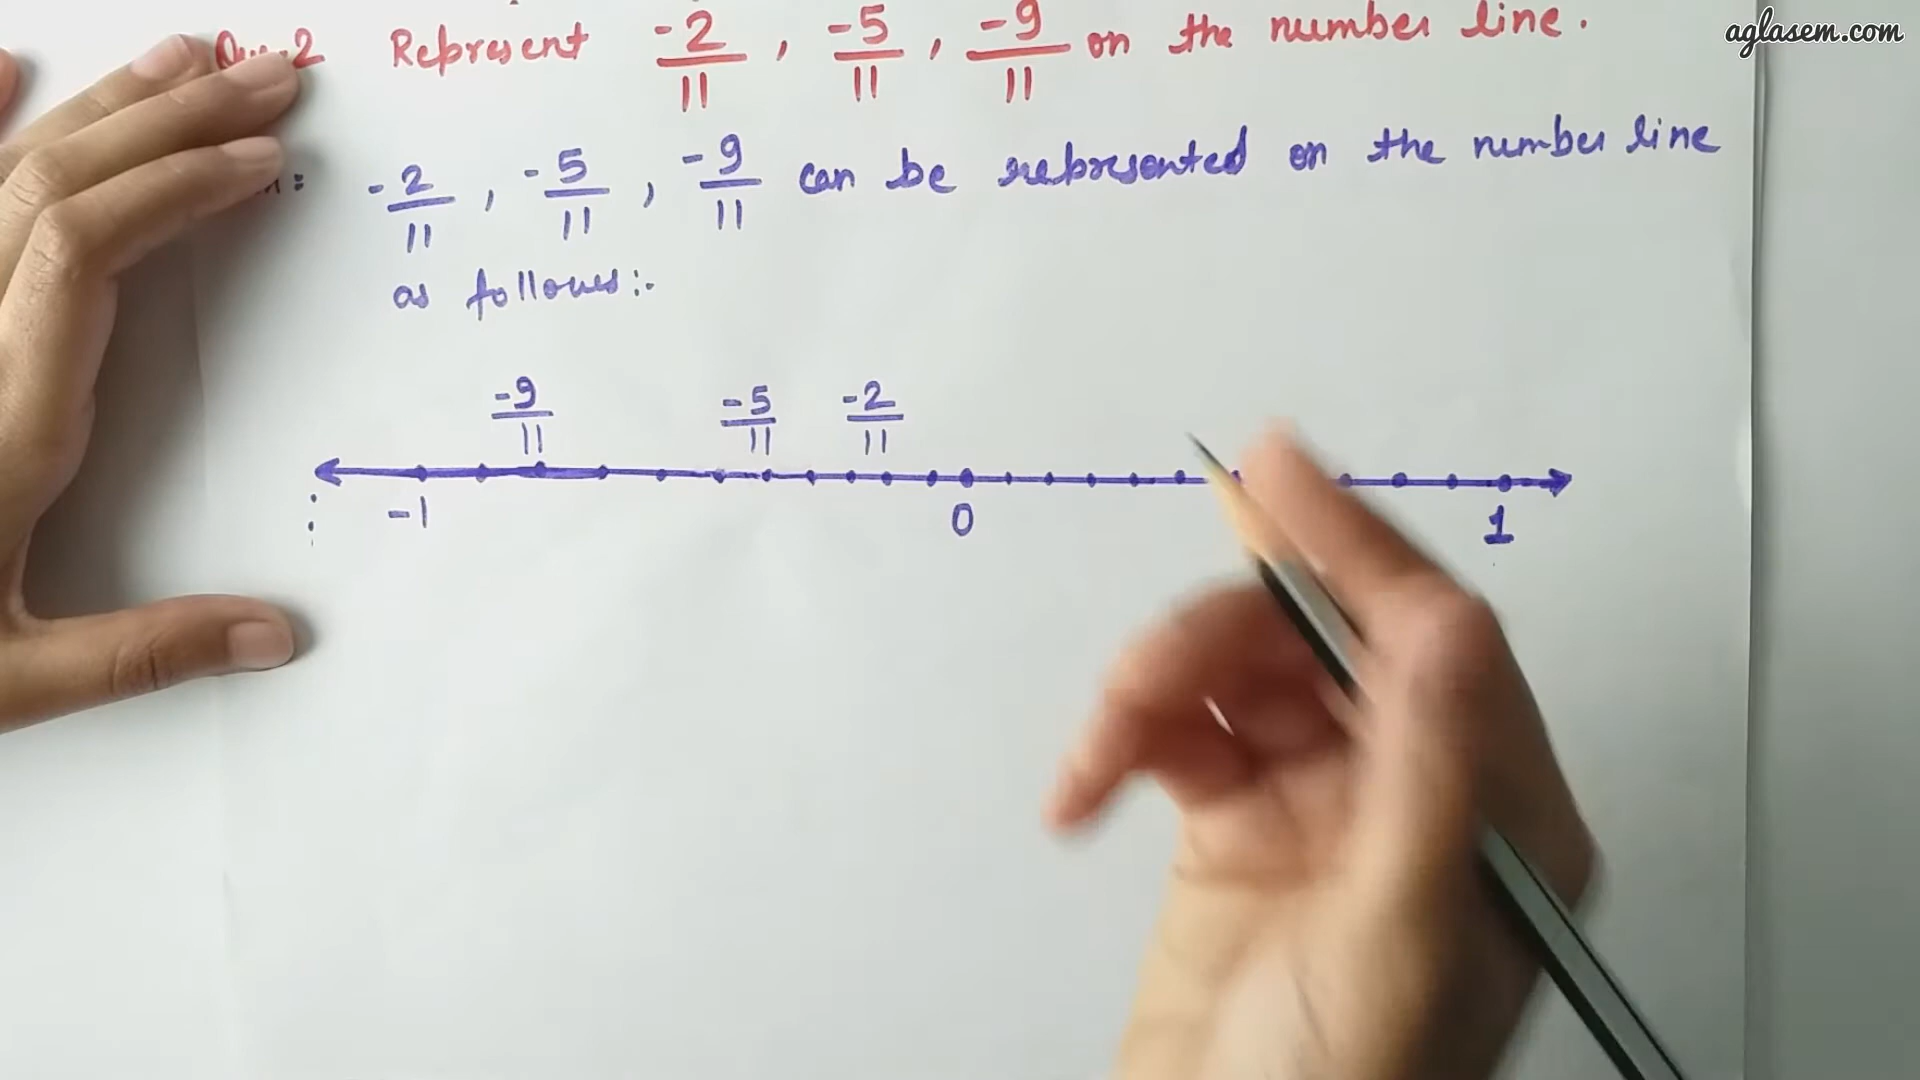 aglasem.com
Represent -2/11, -5/11, -9/11 on the number line.
-2/11, -5/11, -9/11 can be represented on the number line
as follows:-
-9/11 -5/11 -2/11
-1 0 1